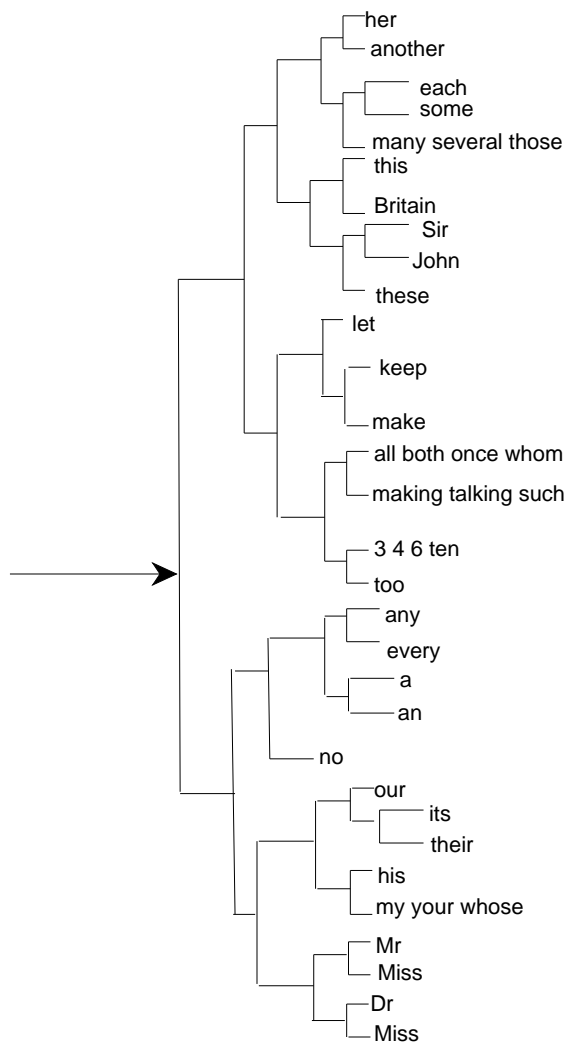 her
another
each
some
many several those
this
Britain
Sir
John
these
let
keep
make
all both once whom
making talking such
3 4 6 ten
too
any
every
a
an
no
our
its
their
his
my your whose
Mr
Miss
Dr
Miss